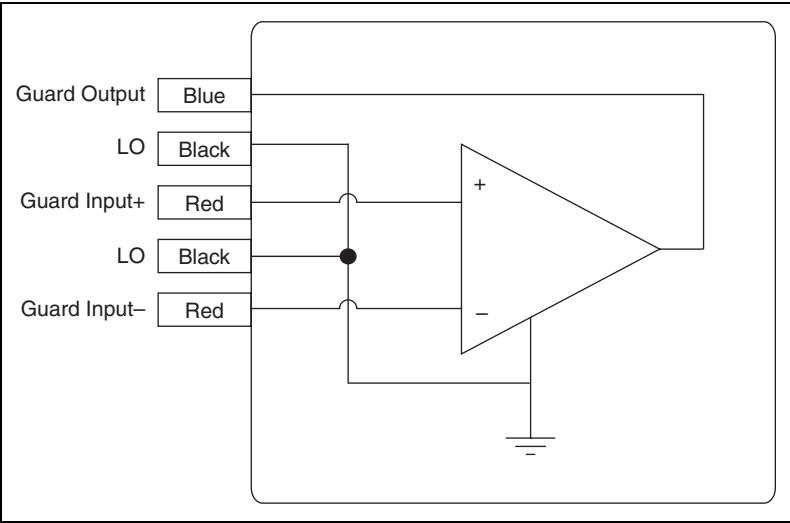 Guard Output Blue
LO Black
Guard Input+ Red
+
LO Black
Guard Input– Red
–